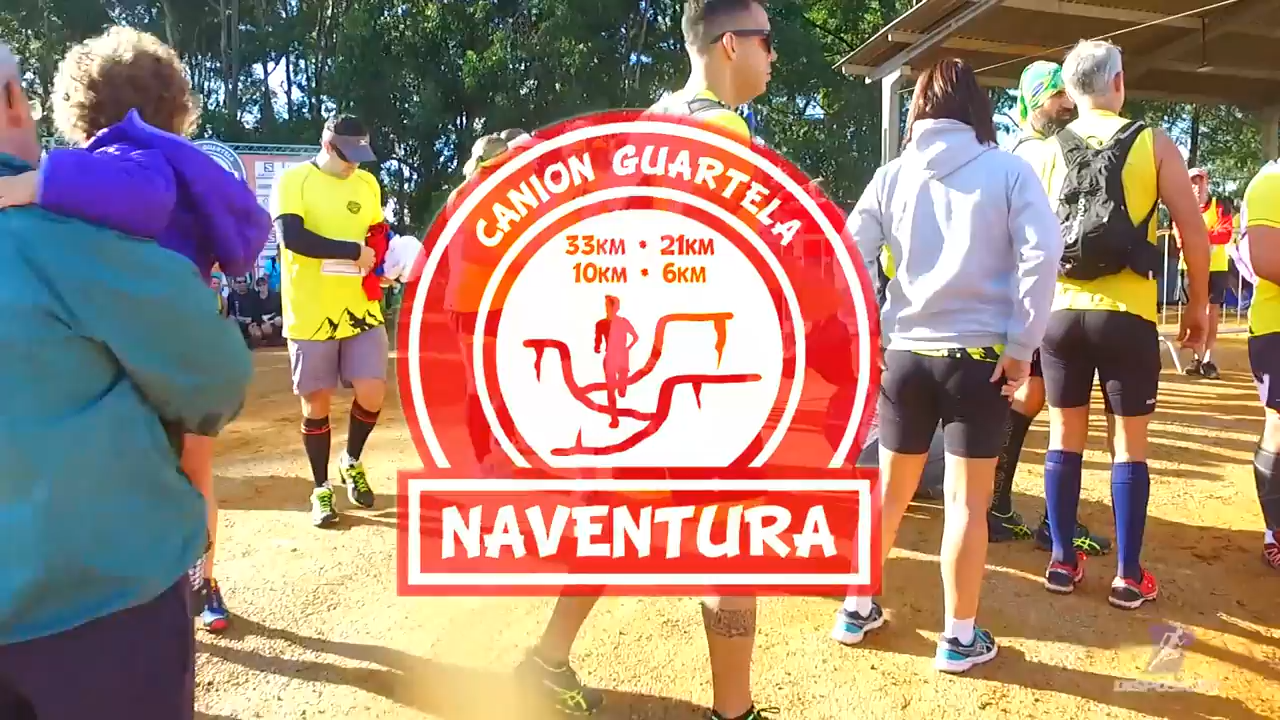 CANION GUARTELA
33KM • 21KM
10KM • 6KM
NAVENTURA